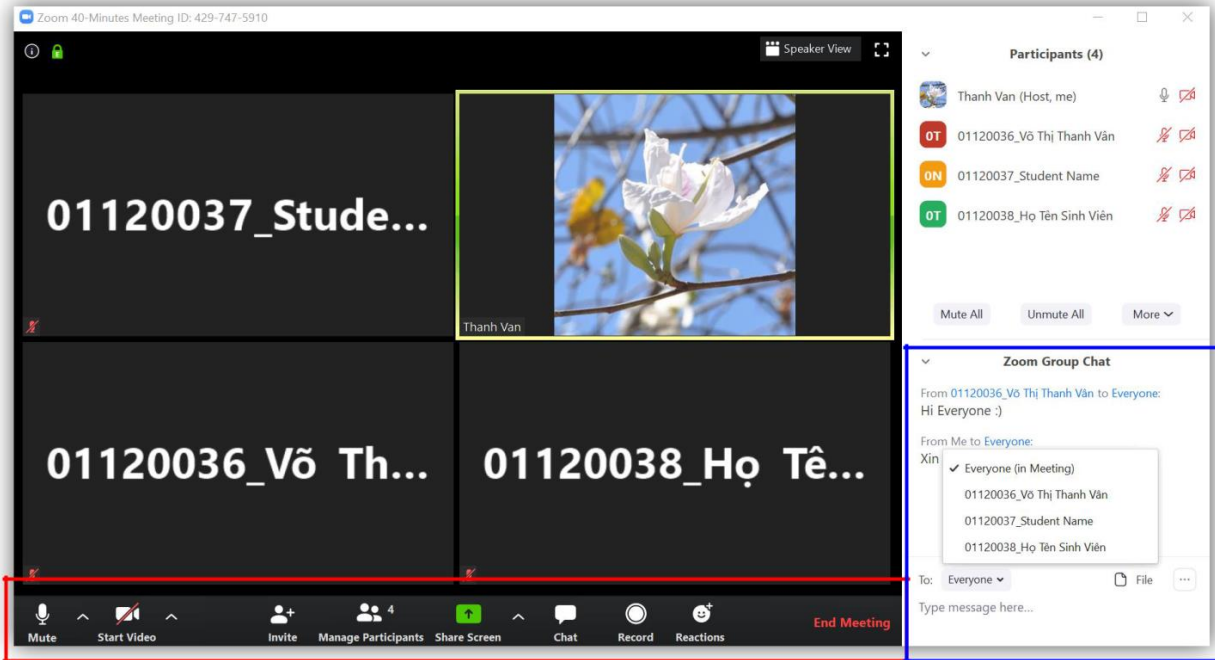 Zoom 40-Minutes Meeting ID: 429-747-5910
Speaker View
01120037_Stude...
Thanh Van
01120036_Võ Th...
01120038_Họ Tê...
Mute
Start Video
Invite
4
Manage Participants
Share Screen
Chat
Record
Reactions
End Meeting
Participants (4)
Thanh Van (Host, me)
0T 01120036_Võ Thị Thanh Vân
0N 01120037_Student Name
0T 01120038_Họ Tên Sinh Viên
Mute All Unmute All More
Zoom Group Chat
From 01120036_Võ Thị Thanh Vân to Everyone:
Hi Everyone :)
From Me to Everyone:
Xin
Everyone (in Meeting)
01120036_Võ Thị Thanh Vân
01120037_Student Name
01120038_Họ Tên Sinh Viên
To: Everyone File ...
Type message here...